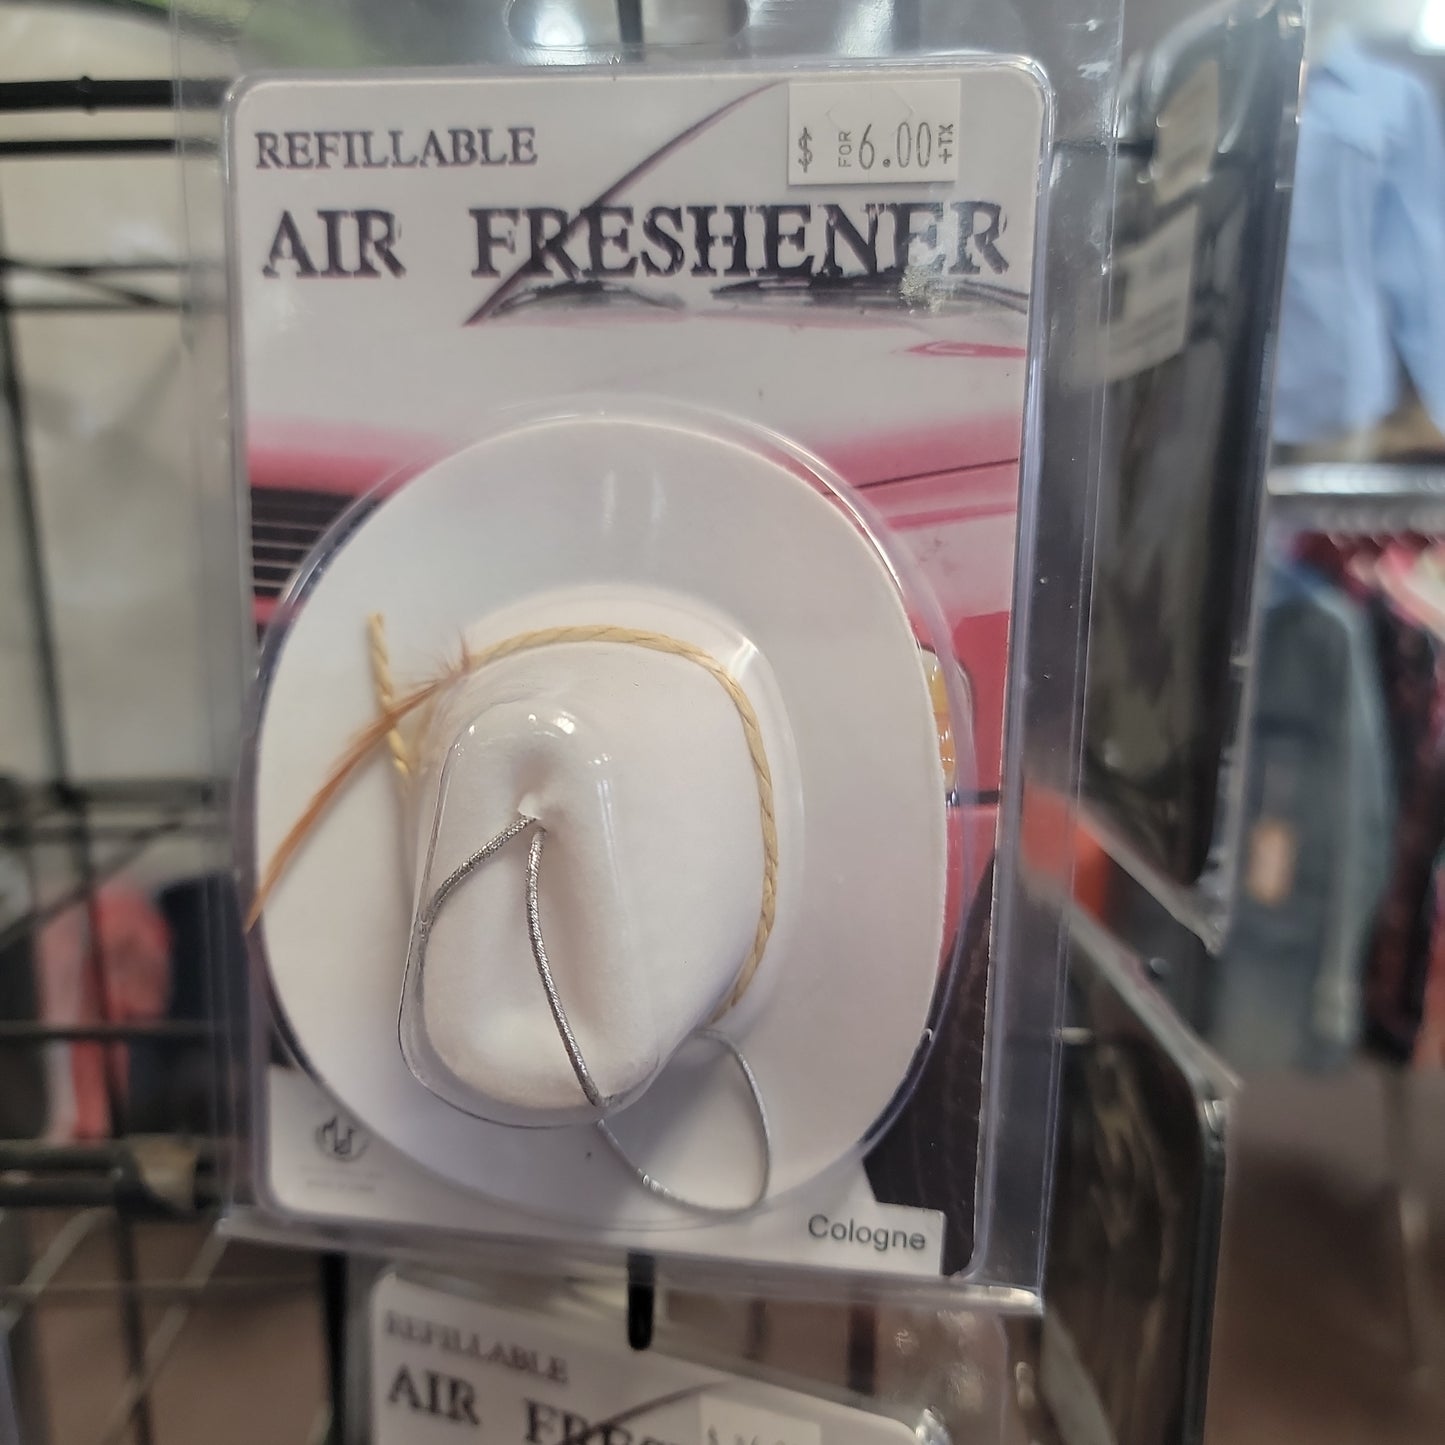 REFILLABLE
$ FOR 6.00 +TX
AIR FRESHENER
Cologne
REFILLABLE
AIR